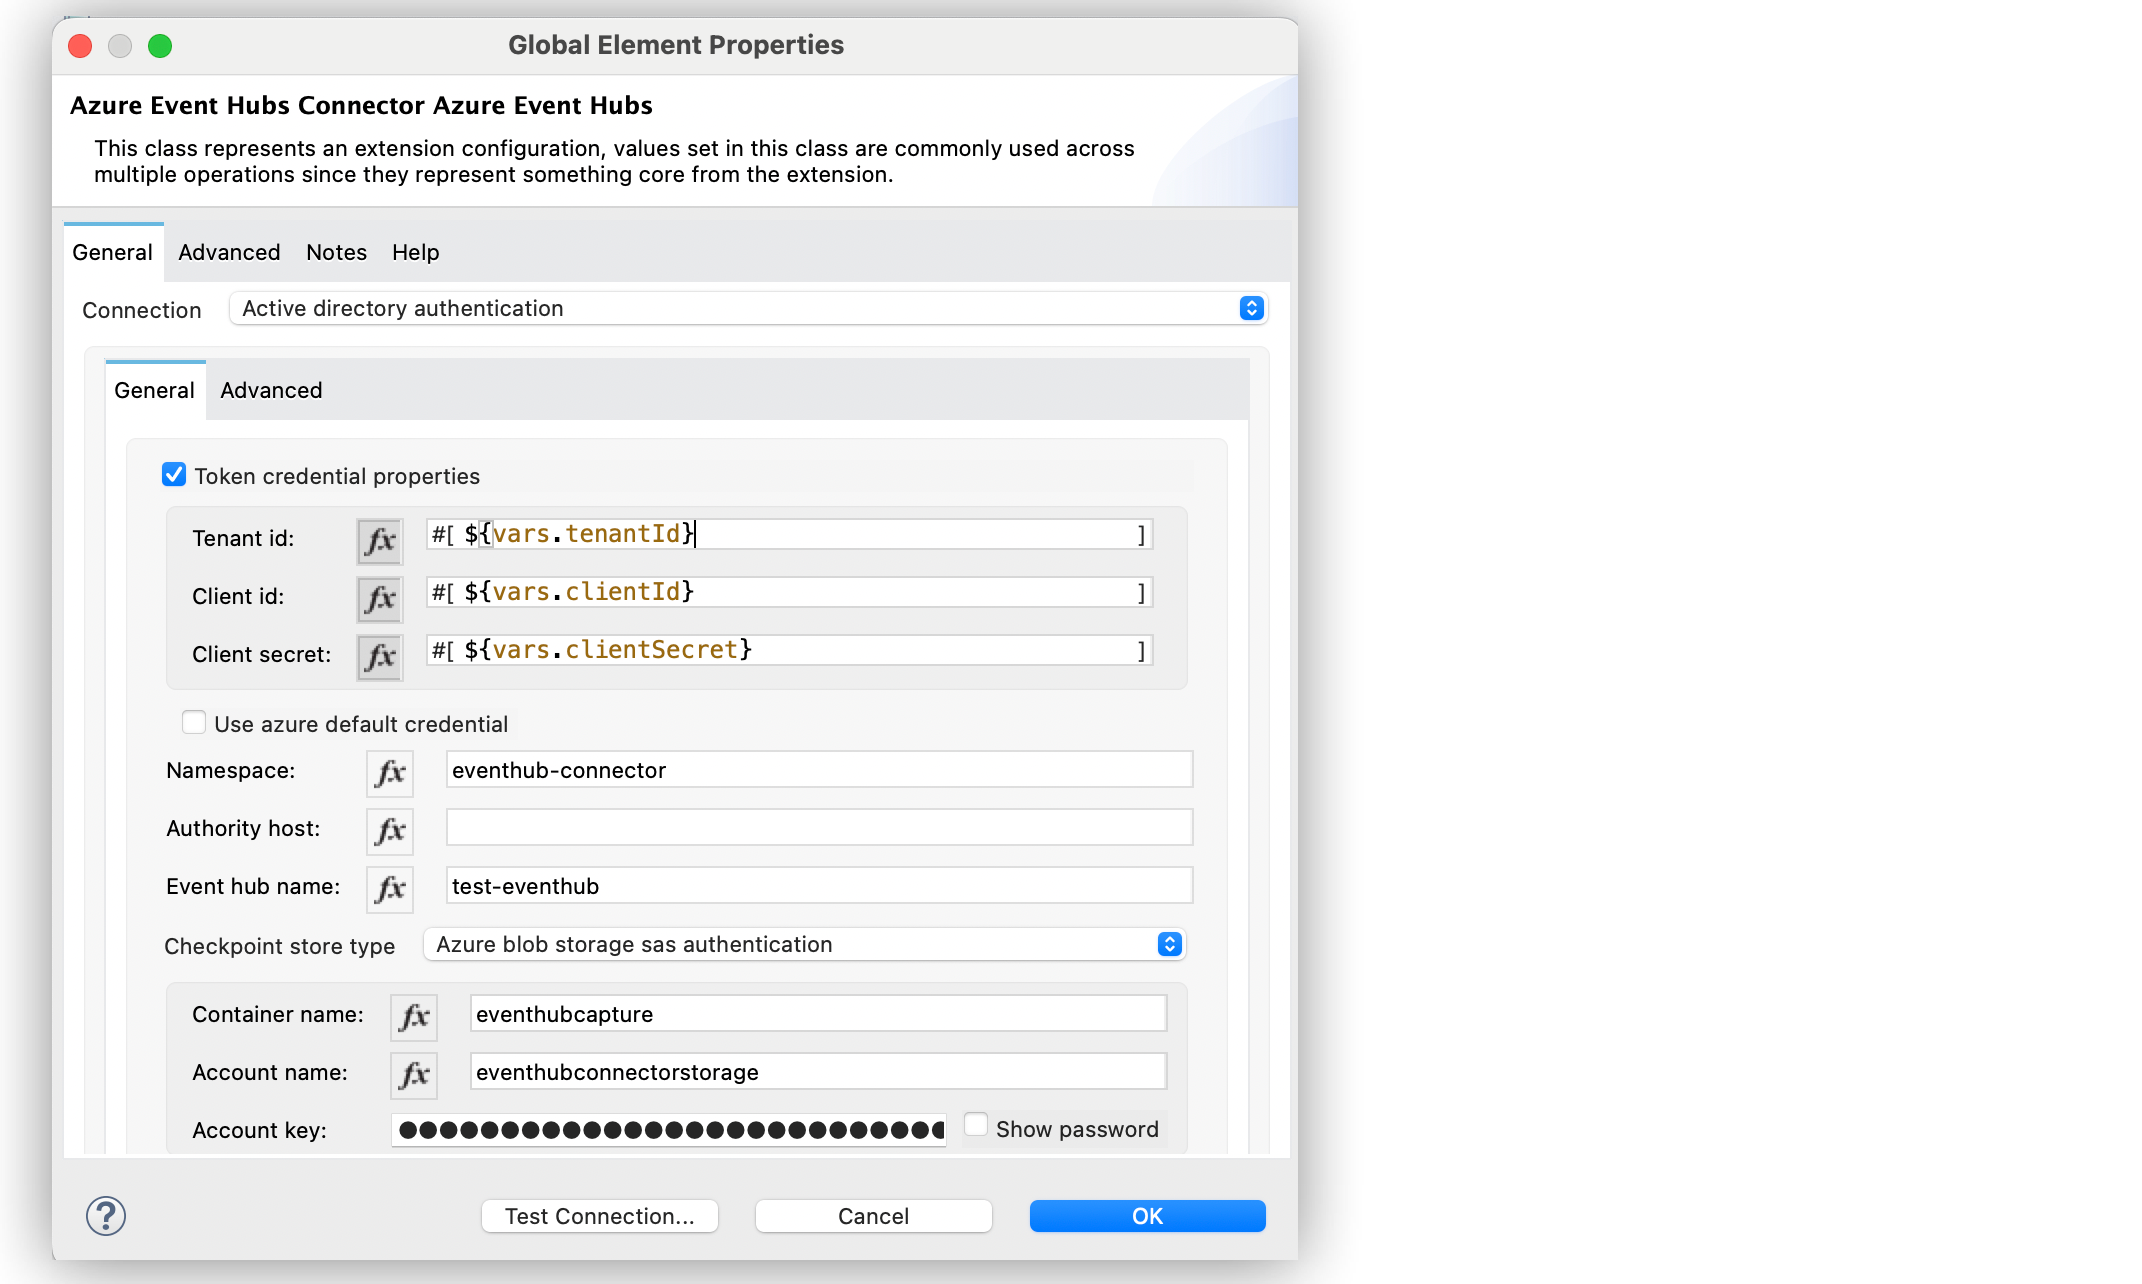 Global Element Properties
Azure Event Hubs Connector Azure Event Hubs
This class represents an extension configuration, values set in this class are commonly used across
multiple operations since they represent something core from the extension.
General Advanced Notes Help
Connection Active directory authentication
General Advanced
Token credential properties
Tenant id: fx #[ ${vars.tenantId} ]
Client id: fx #[ ${vars.clientId} ]
Client secret: fx #[ ${vars.clientSecret} ]
Use azure default credential
Namespace: fx eventhub-connector
Authority host: fx
Event hub name: fx test-eventhub
Checkpoint store type Azure blob storage sas authentication
Container name: fx eventhubcapture
Account name: fx eventhubconnectorstorage
Account key: Show password
? Test Connection... Cancel OK